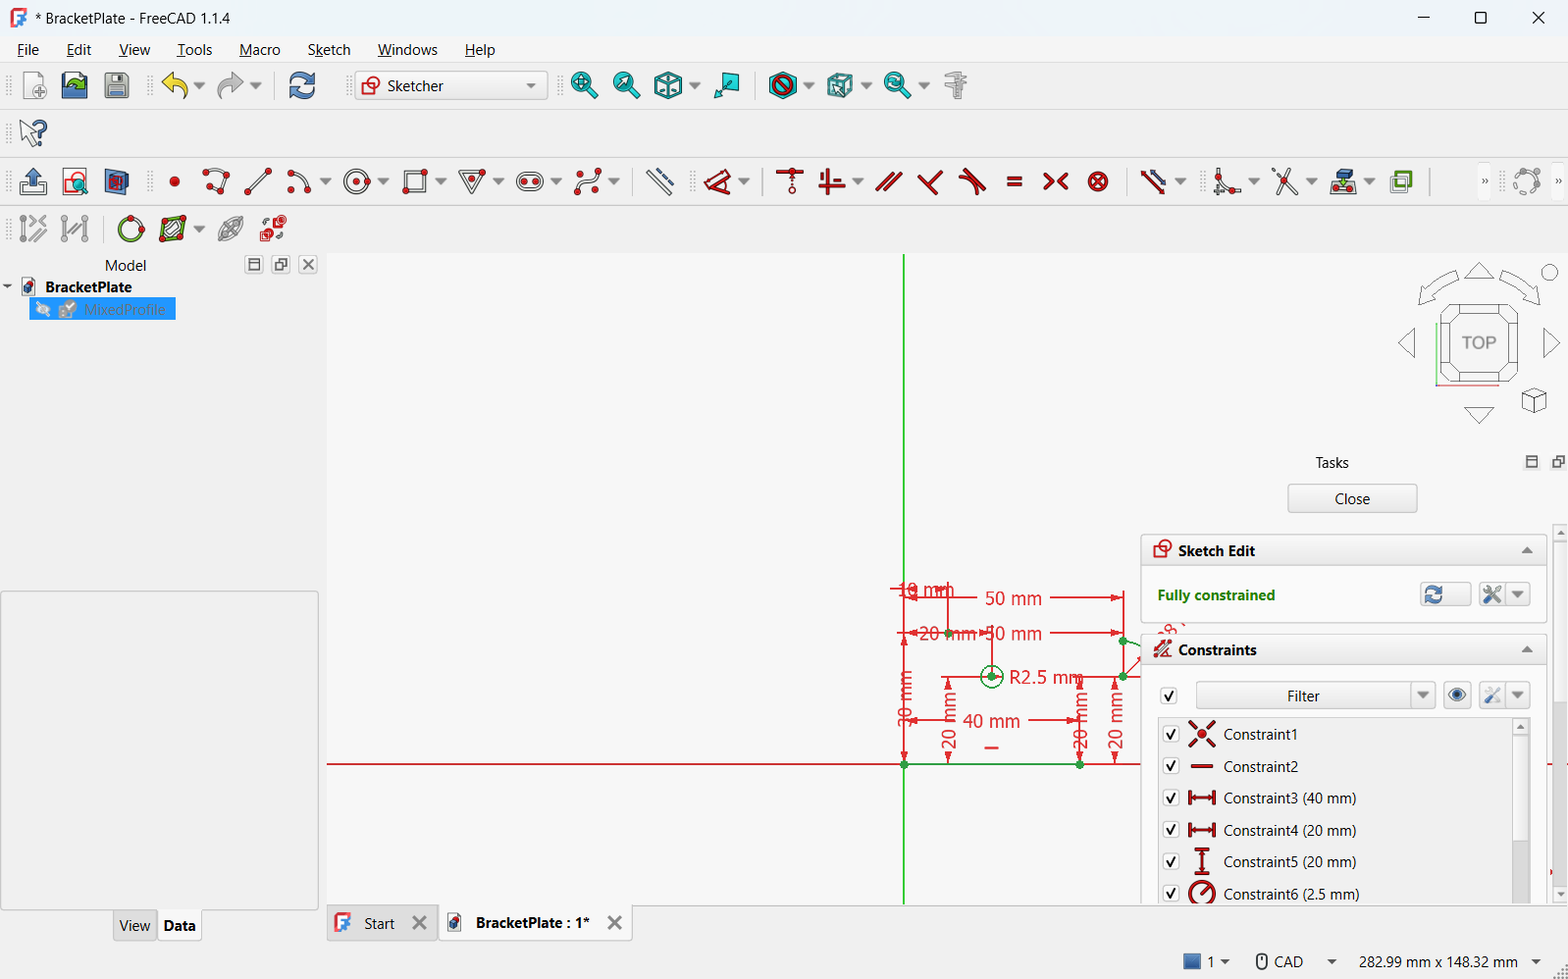 * BracketPlate - FreeCAD 1.1.4
File Edit View Tools Macro Sketch Windows Help
Sketcher
Model
BracketPlate
MixedProfile
TOP
Tasks
Close
Sketch Edit
Fully constrained
Constraints
Filter
Constraint1
Constraint2
Constraint3 (40 mm)
Constraint4 (20 mm)
Constraint5 (20 mm)
Constraint6 (2.5 mm)
10 mm
50 mm
20 mm
50 mm
R2.5 mm
30 mm
20 mm
20 mm
20 mm
40 mm
View Data
Start
BracketPlate : 1*
1
CAD
282.99 mm x 148.32 mm